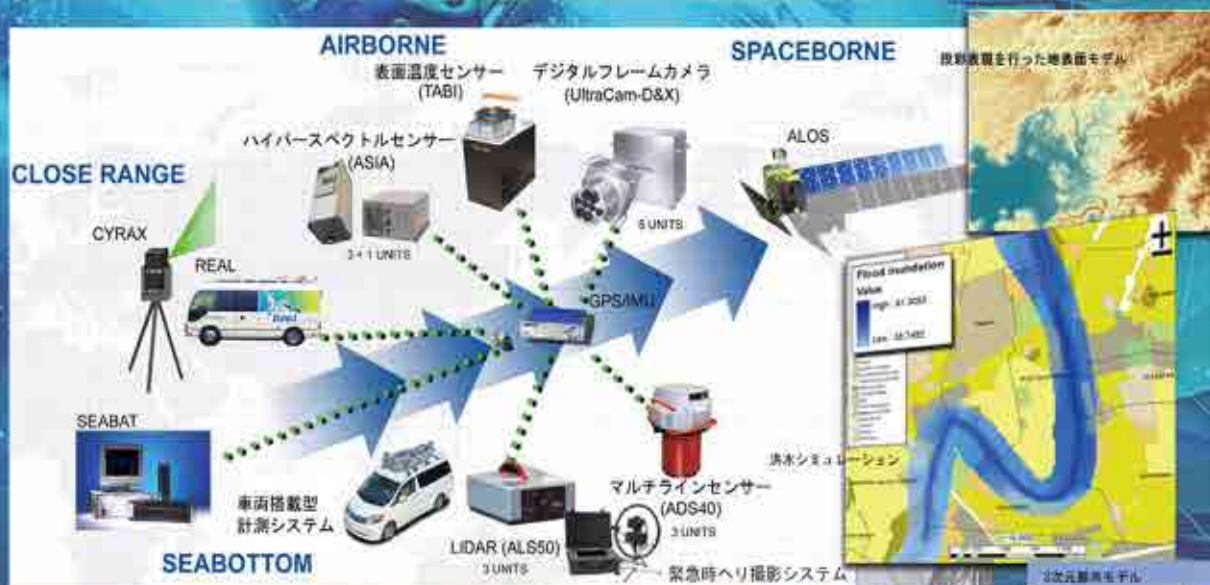 AIRBORNE
表面温度センサー
(TABI)
デジタルフレームカメラ
(UltraCam-D&X)
6 UNITS
SPACEBORNE
ALOS
段彩表現を行った地表面モデル
ハイパースペクトルセンサー
(ASIA)
3 + 1 UNITS
CLOSE RANGE
CYRAX
REAL
GPS/IMU
Flood Inundation
Value
High
Low
SEABAT
車両搭載型
計測システム
SEABOTTOM
LIDAR (ALS50)
3 UNITS
マルチラインセンサー
(ADS40)
3 UNITS
緊急時ヘリ撮影システム
洪水シミュレーション
3次元都市モデル